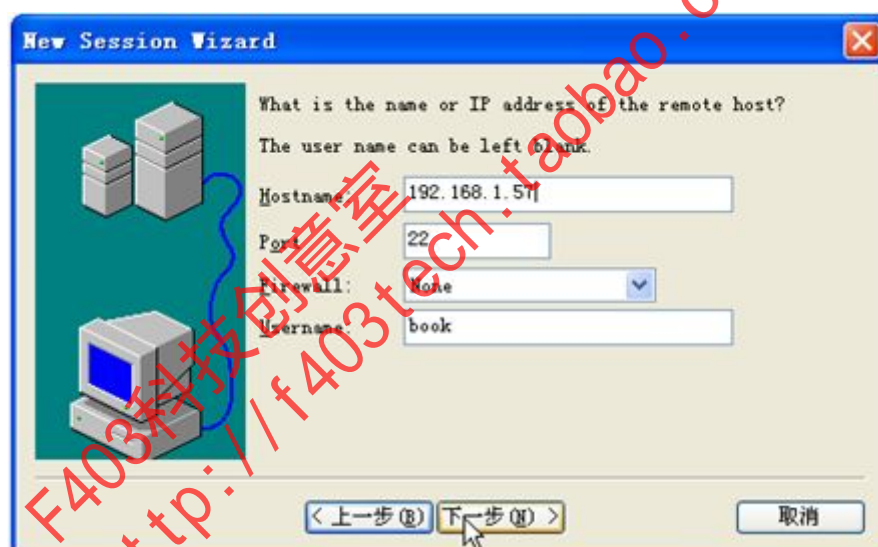 New Session Wizard
What is the name or IP address of the remote host?
The user name can be left blank.
Hostname:
192.168.1.57
Port
22
Firewall:
None
Username:
book
< 上一步(B)
下一步(N) >
取消
F403科技创意室
ttp://f403tech.taobao.c